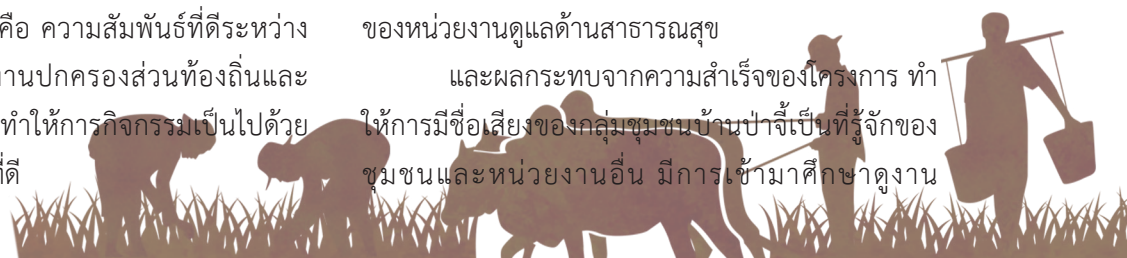 คือ ความสัมพันธ์ที่ดีระหว่าง
งานปกครองส่วนท้องถิ่นและ
ทำให้การกิจกรรมเป็นไปด้วย
ที่ดี
ของหน่วยงานดูแลด้านสาธารณสุข
และผลกระทบจากความสำเร็จของโครงการ ทำ
ให้การมีชื่อเสียงของกลุ่มชุมชนบ้านป่าจี้เป็นที่รู้จักของ
ชุมชนและหน่วยงานอื่น มีการเข้ามาศึกษาดูงาน